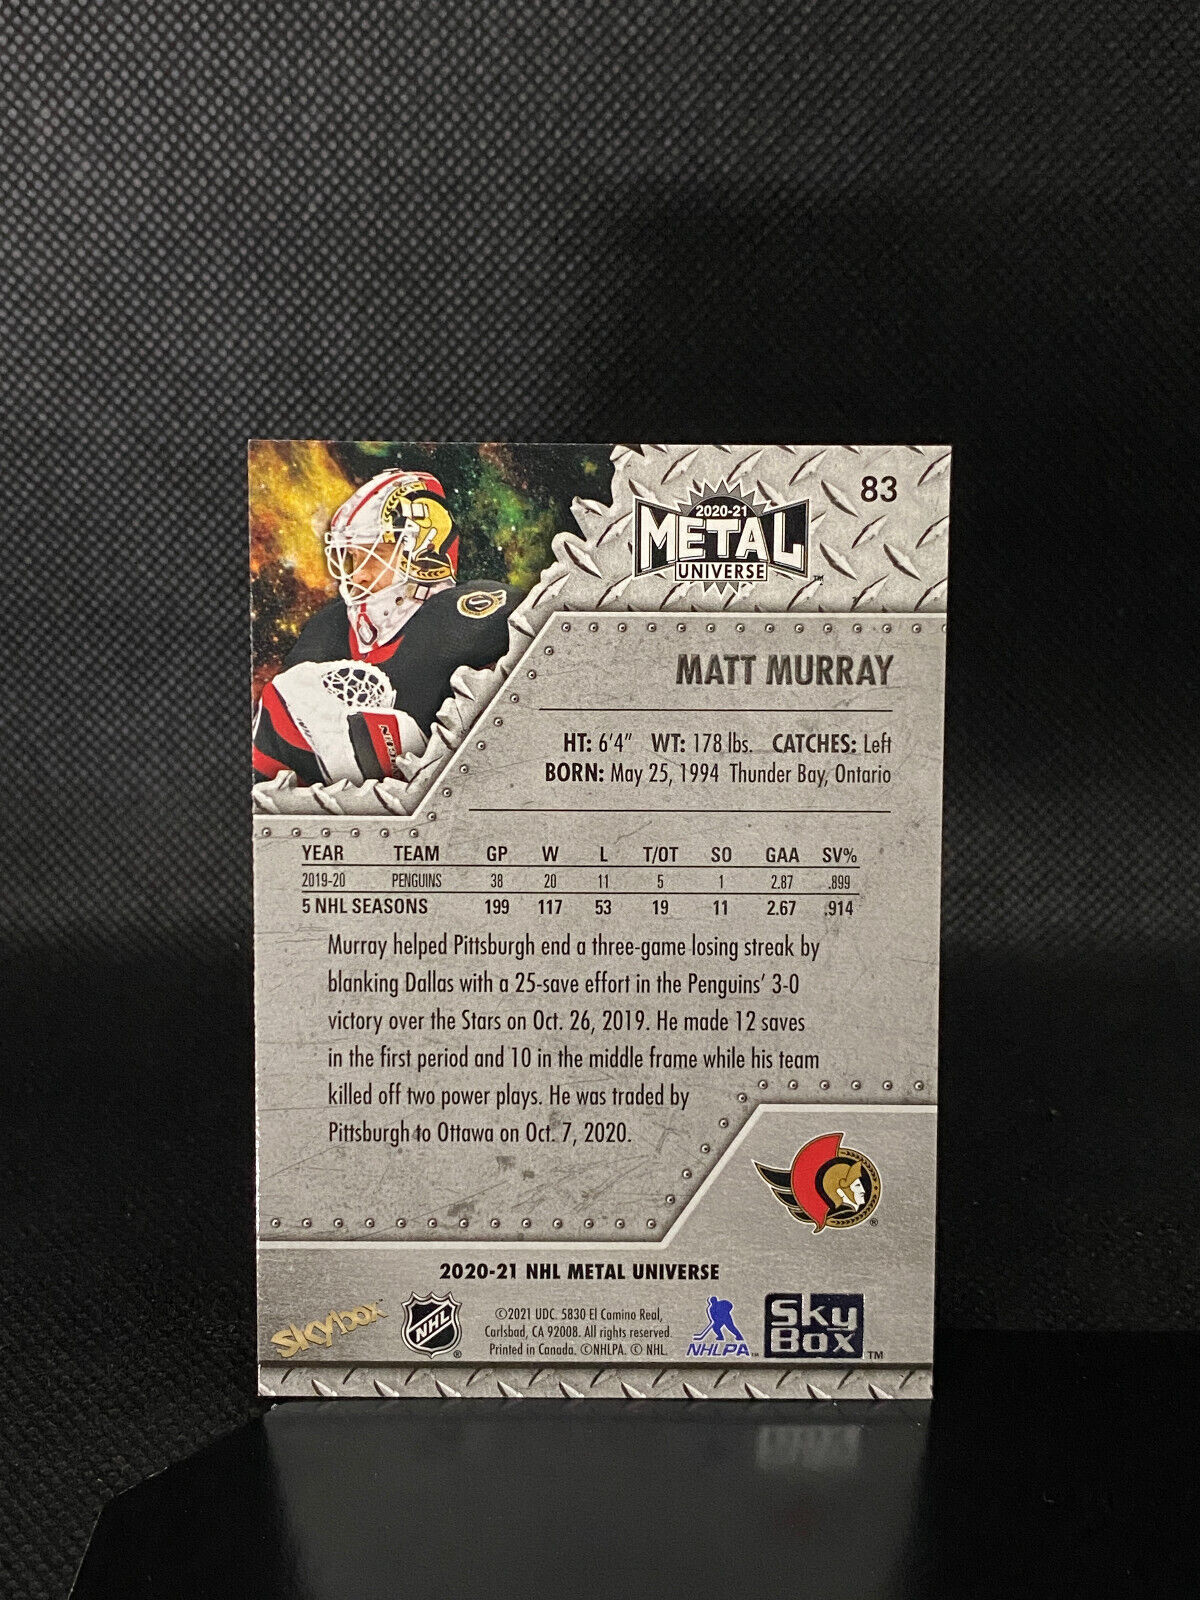 83
2020-21
METAL
UNIVERSE
TM
MATT MURRAY
HT: 6'4" WT: 178 lbs. CATCHES: Left
BORN: May 25, 1994 Thunder Bay, Ontario
YEAR TEAM GP W L T/OT SO GAA SV%
2019-20 PENGUINS 38 20 11 5 1 2.87 .899
5 NHL SEASONS 199 117 53 19 11 2.67 .914
Murray helped Pittsburgh end a three-game losing streak by
blanking Dallas with a 25-save effort in the Penguins' 3-0
victory over the Stars on Oct. 26, 2019. He made 12 saves
in the first period and 10 in the middle frame while his team
killed off two power plays. He was traded by
Pittsburgh to Ottawa on Oct. 7, 2020.
®
2020-21 NHL METAL UNIVERSE
skybox
NHL
®
©2021 UDC. 5830 El Camino Real,
Carlsbad, CA 92008. All rights reserved.
Printed in Canada. ©NHLPA. © NHL.
NHLPA TM
Sky
Box TM